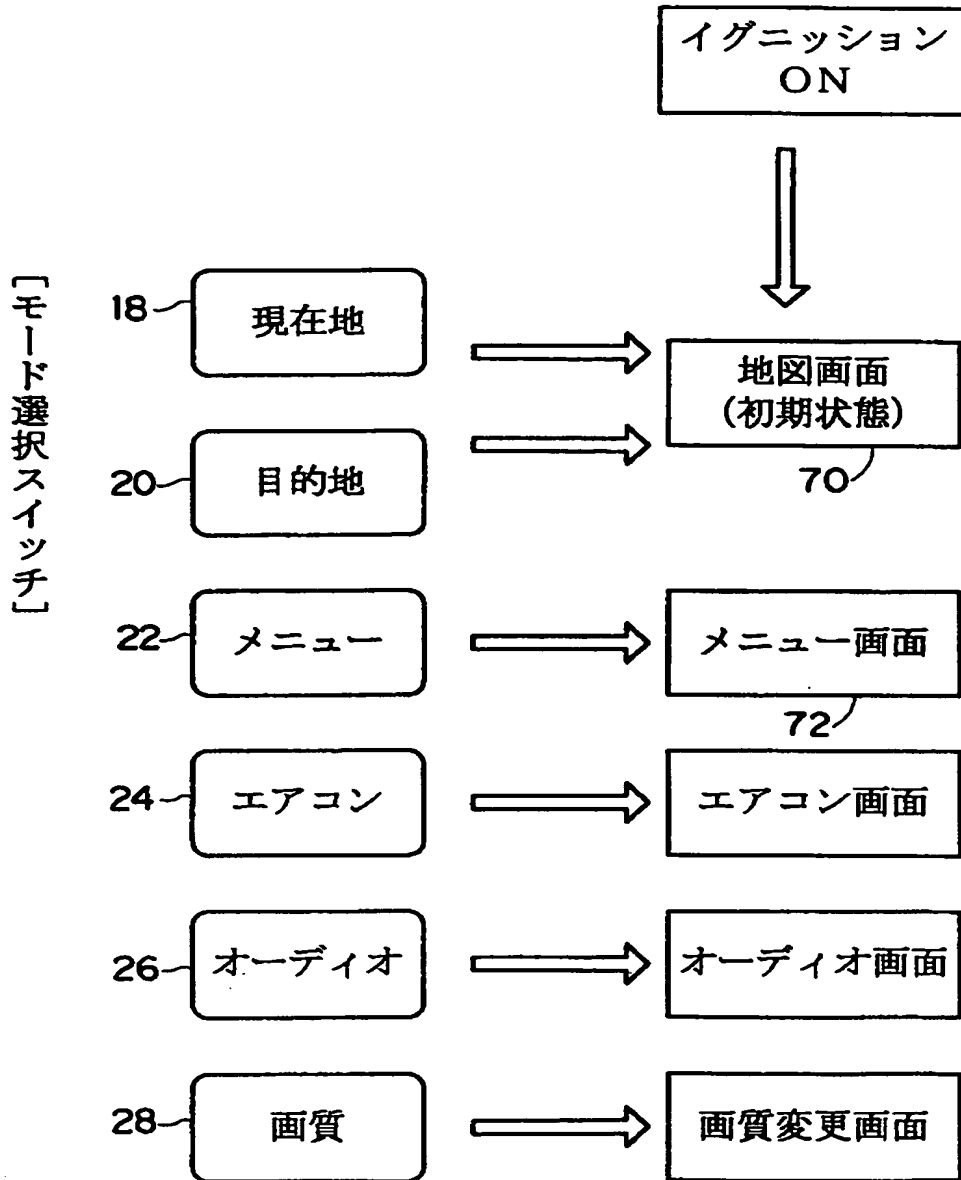 イグニッション
ON
[モード選択スイッチ]
18
現在地
地図画面
(初期状態)
70
20
目的地
22
メニュー
メニュー画面
72
24
エアコン
エアコン画面
26
オーディオ
オーディオ画面
28
画質
画質変更画面